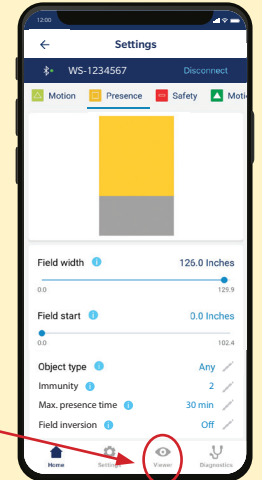 12:00
Settings
WS-1234567 Disconnect
Motion Presence Safety Moti
Field width 126.0 Inches
0.0 129.9
Field start 0.0 Inches
0.0 102.4
Object type Any
Immunity 2
Max. presence time 30 min
Field inversion Off
Home Settings Viewer Diagnostics